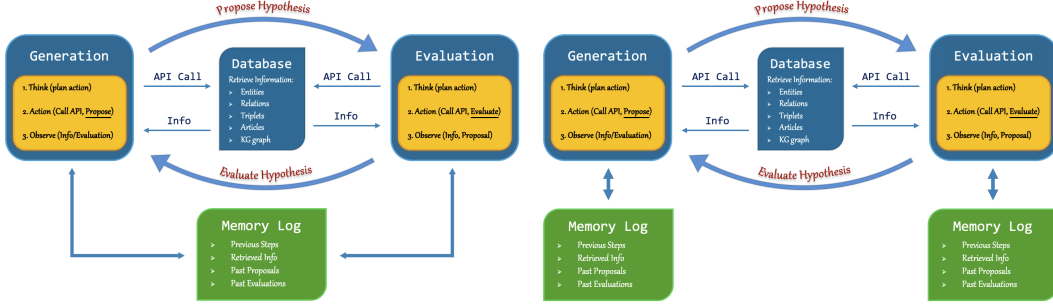 Propose Hypothesis
Generation
1. Think (plan action)
2. Action (Call API, Propose)
3. Observe (Info/Evaluation)
API Call
Info
Database
Retrieve Information:
➢ Entities
➢ Relations
➢ Triplets
➢ Articles
➢ KG graph
API Call
Info
Evaluation
1. Think (plan action)
2. Action (Call API, Evaluate)
3. Observe (Info, Proposal)
Evaluate Hypothesis
Memory Log
➢ Previous Steps
➢ Retrieved Info
➢ Past Proposals
➢ Past Evaluations
Propose Hypothesis
Generation
1. Think (plan action)
2. Action (Call API, Propose)
3. Observe (Info/Evaluation)
API Call
Info
Database
Retrieve Information:
➢ Entities
➢ Relations
➢ Triplets
➢ Articles
➢ KG graph
API Call
Info
Evaluation
1. Think (plan action)
2. Action (Call API, Evaluate)
3. Observe (Info, Proposal)
Evaluate Hypothesis
Memory Log
➢ Previous Steps
➢ Retrieved Info
➢ Past Proposals
➢ Past Evaluations
Memory Log
➢ Previous Steps
➢ Retrieved Info
➢ Past Proposals
➢ Past Evaluations